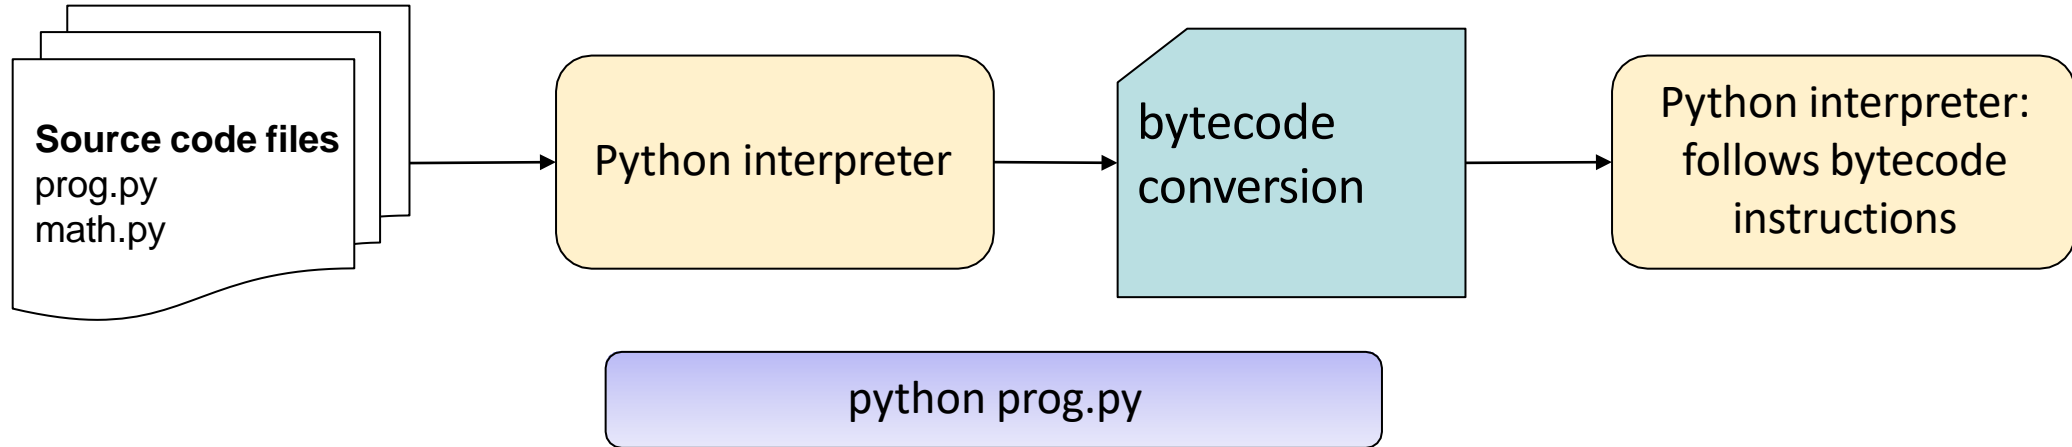 Source code files
prog.py
math.py
Python interpreter
bytecode
conversion
Python interpreter:
follows bytecode
instructions
python prog.py